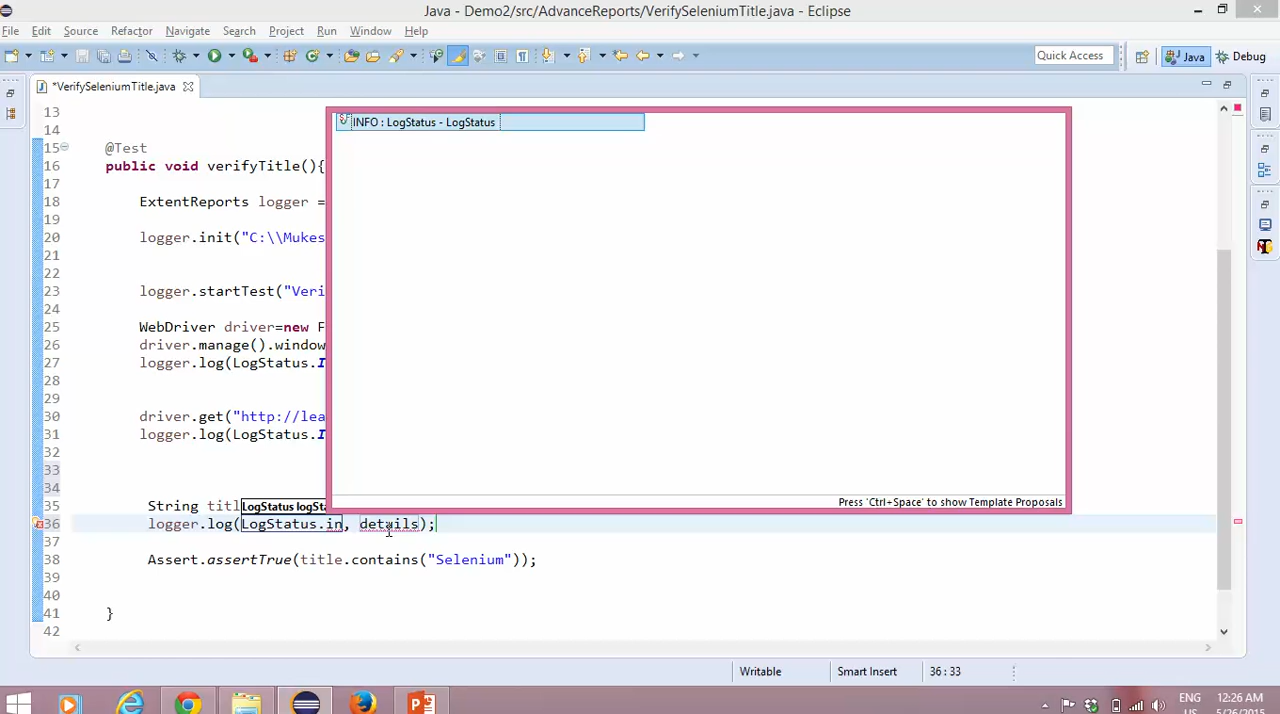 Java - Demo2/src/AdvanceReports/VerifySeleniumTitle.java - Eclipse
File Edit Source Refactor Navigate Search Project Run Window Help
Quick Access
Java
Debug
*VerifySeleniumTitle.java
13
INFO : LogStatus - LogStatus
14
15 @Test
16 public void verifyTitle(){
17
18 ExtentReports logger =
19
20 logger.init("C:\\Mukes
21
22
23 logger.startTest("Veri
24
25 WebDriver driver=new F
26 driver.manage().window
27 logger.log(LogStatus.I
28
29
30 driver.get("http://lea
31 logger.log(LogStatus.I
32
33
34
Press 'Ctrl+Space' to show Template Proposals
35 String titl LogStatus logSta
36 logger.log(LogStatus.in, details);
37
38 Assert.assertTrue(title.contains("Selenium"));
39
40
41 }
42
Writable Smart Insert 36 : 33
ENG 12:26 AM
5/26/2015